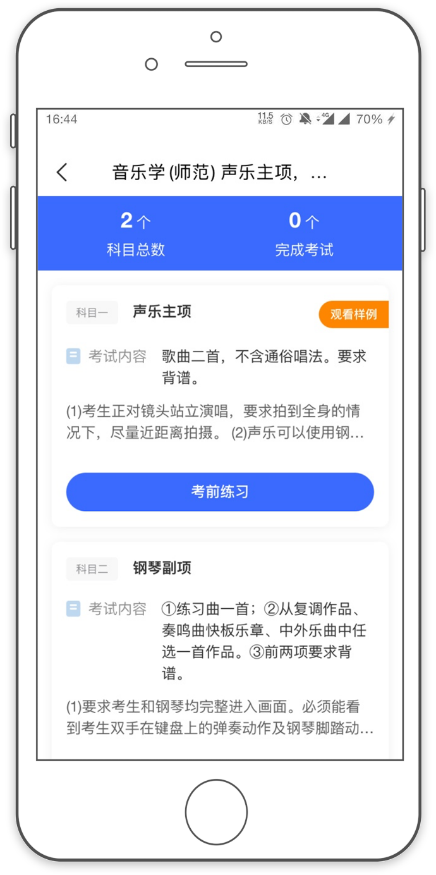 16:44
11.5 KB/S
4G
70%
音乐学(师范) 声乐主项，...
2个
0个
科目总数
完成考试
科目一
声乐主项
观看样例
考试内容
歌曲二首，不含通俗唱法。要求
背谱。
(1)考生正对镜头站立演唱，要求拍到全身的情
况下，尽量近距离拍摄。 (2)声乐可以使用钢...
考前练习
科目二
钢琴副项
考试内容
①练习曲一首；②从复调作品、
奏鸣曲快板乐章、中外乐曲中任
选一首作品。③前两项要求背
谱。
(1)要求考生和钢琴均完整进入画面。必须能看
到考生双手在键盘上的弹奏动作及钢琴脚踏动...